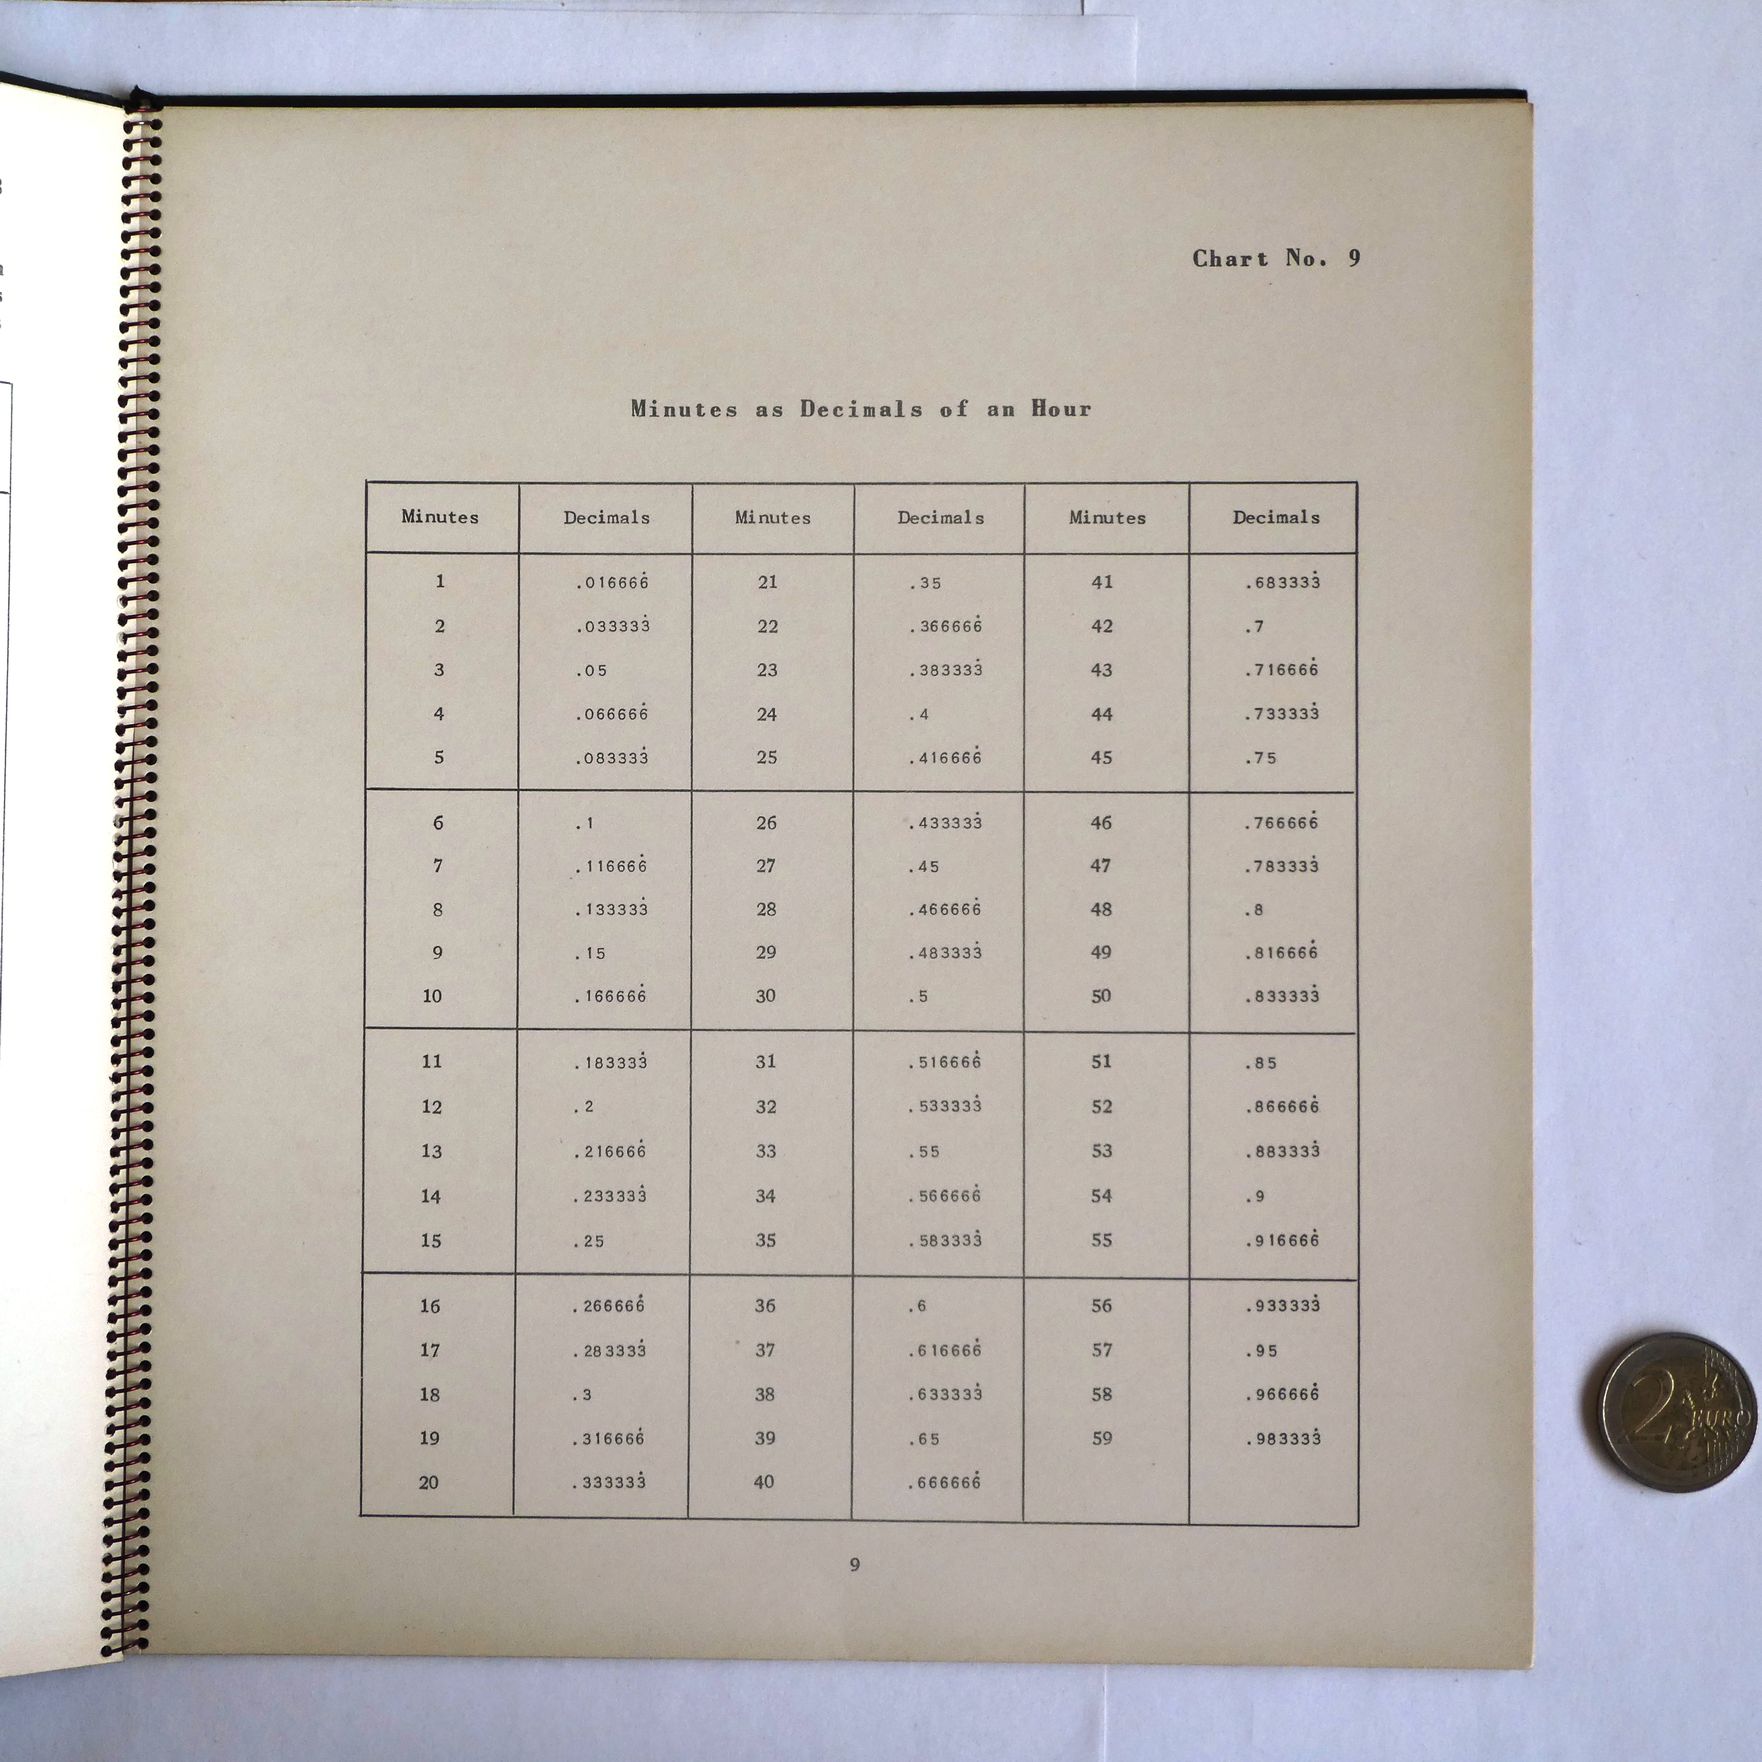 Chart No. 9
Minutes as Decimals of an Hour
Minutes Decimals Minutes Decimals Minutes Decimals
1 .016666̇ 21 .35 41 .683333̇
2 .033333̇ 22 .366666̇ 42 .7
3 .05 23 .383333̇ 43 .716666̇
4 .066666̇ 24 .4 44 .733333̇
5 .083333̇ 25 .416666̇ 45 .75
6 .1 26 .433333̇ 46 .766666̇
7 .116666̇ 27 .45 47 .783333̇
8 .133333̇ 28 .466666̇ 48 .8
9 .15 29 .483333̇ 49 .816666̇
10 .166666̇ 30 .5 50 .833333̇
11 .183333̇ 31 .516666̇ 51 .85
12 .2 32 .533333̇ 52 .866666̇
13 .216666̇ 33 .55 53 .883333̇
14 .233333̇ 34 .566666̇ 54 .9
15 .25 35 .583333̇ 55 .916666̇
16 .266666̇ 36 .6 56 .933333̇
17 .283333̇ 37 .616666̇ 57 .95
18 .3 38 .633333̇ 58 .966666̇
19 .316666̇ 39 .65 59 .983333̇
20 .333333̇ 40 .666666̇
9
2 EURO